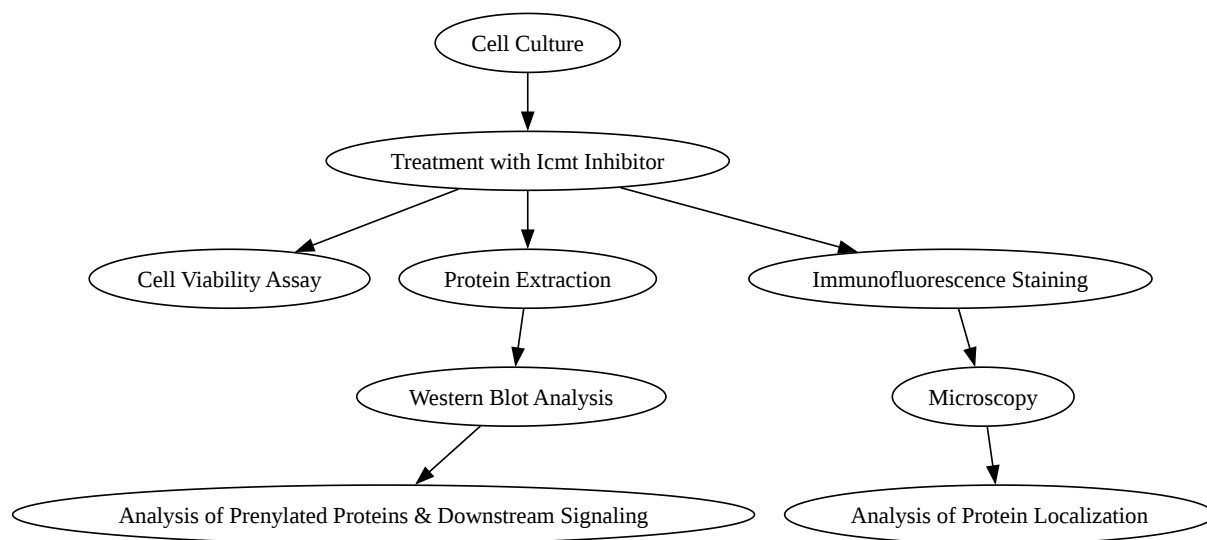 Cell Culture
Treatment with Icmt Inhibitor
Cell Viability Assay
Protein Extraction
Immunofluorescence Staining
Western Blot Analysis
Microscopy
Analysis of Prenylated Proteins & Downstream Signaling
Analysis of Protein Localization